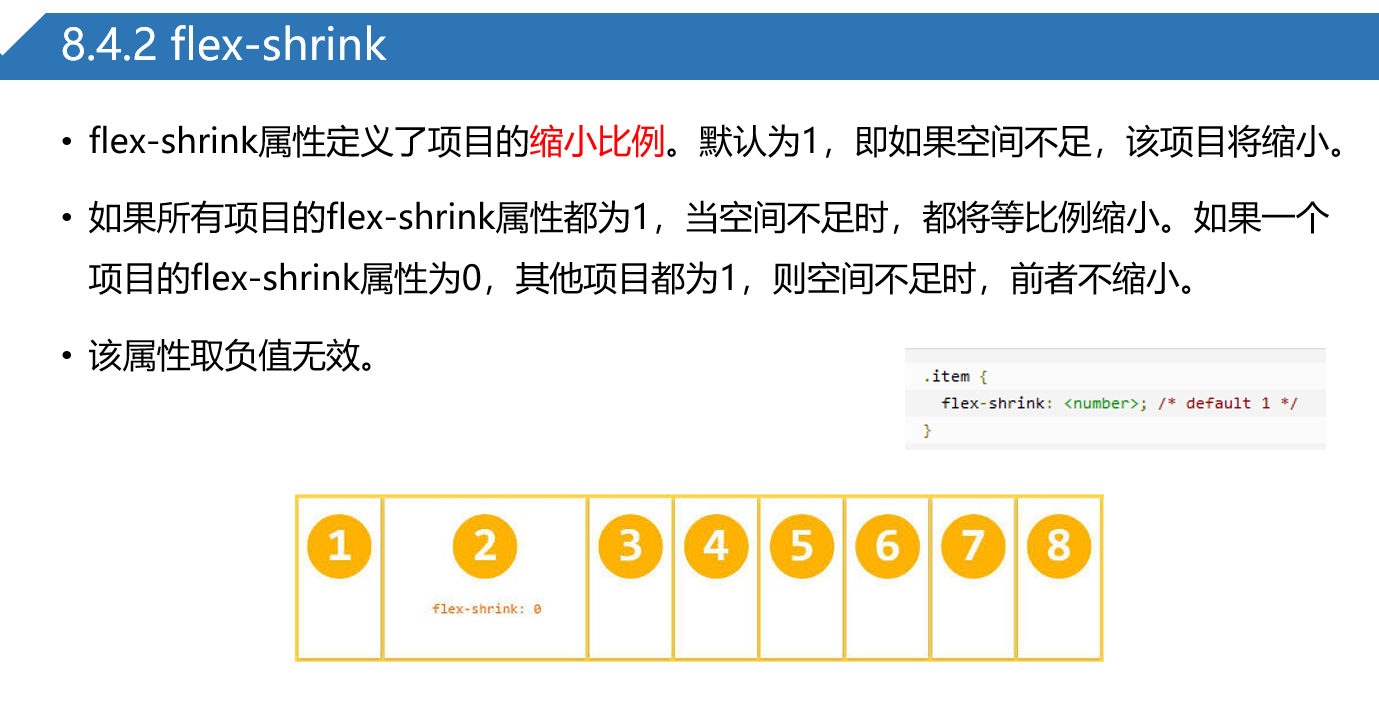 8.4.2 flex-shrink
• flex-shrink属性定义了项目的缩小比例。默认为1，即如果空间不足，该项目将缩小。
• 如果所有项目的flex-shrink属性都为1，当空间不足时，都将等比例缩小。如果一个
项目的flex-shrink属性为0，其他项目都为1，则空间不足时，前者不缩小。
• 该属性取负值无效。
.item {
  flex-shrink: <number>; /* default 1 */
}
1 2 3 4 5 6 7 8
flex-shrink: 0